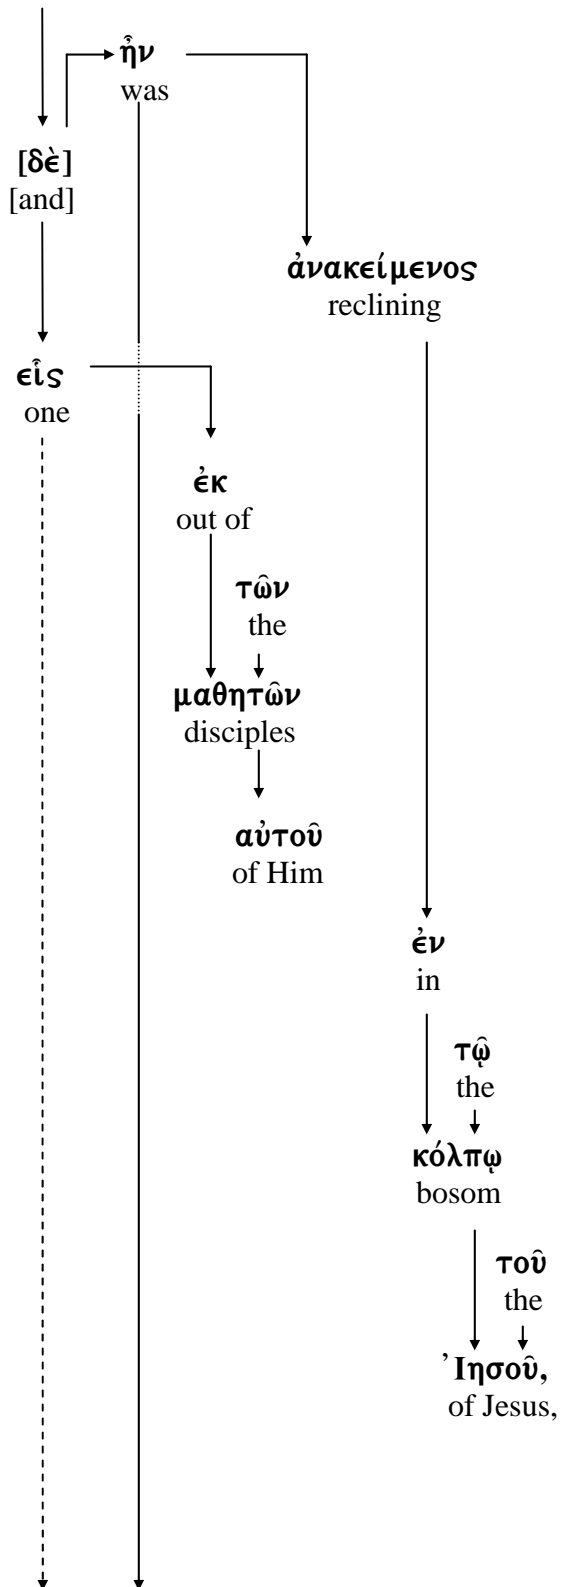 ἦν
was
[δὲ]
[and]
ἀνακείμενος
reclining
εἷς
one
ἐκ
out of
τῶν
the
μαθητῶν
disciples
αὐτοῦ
of Him
ἐν
in
τῷ
the
κόλπῳ
bosom
τοῦ
the
Ἰησοῦ,
of Jesus,